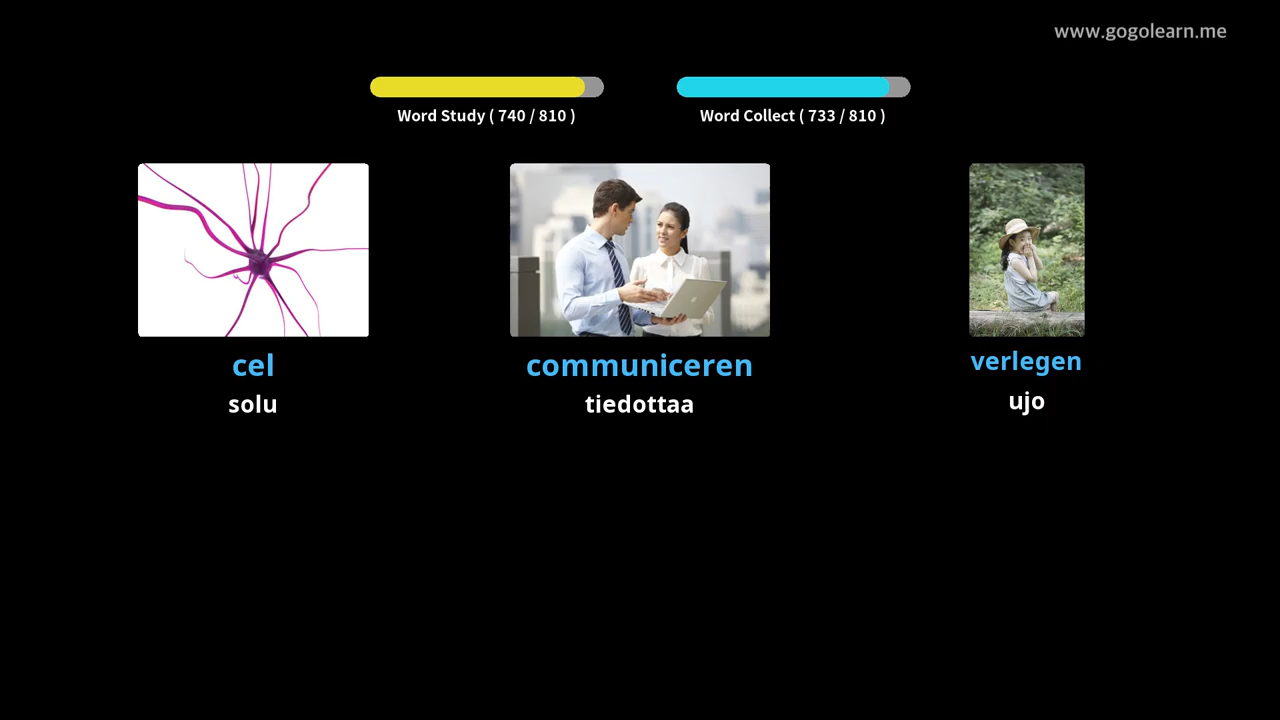 www.gogolearn.me
Word Study ( 740 / 810 )
Word Collect ( 733 / 810 )
cel
solu
communiceren
tiedottaa
verlegen
ujo